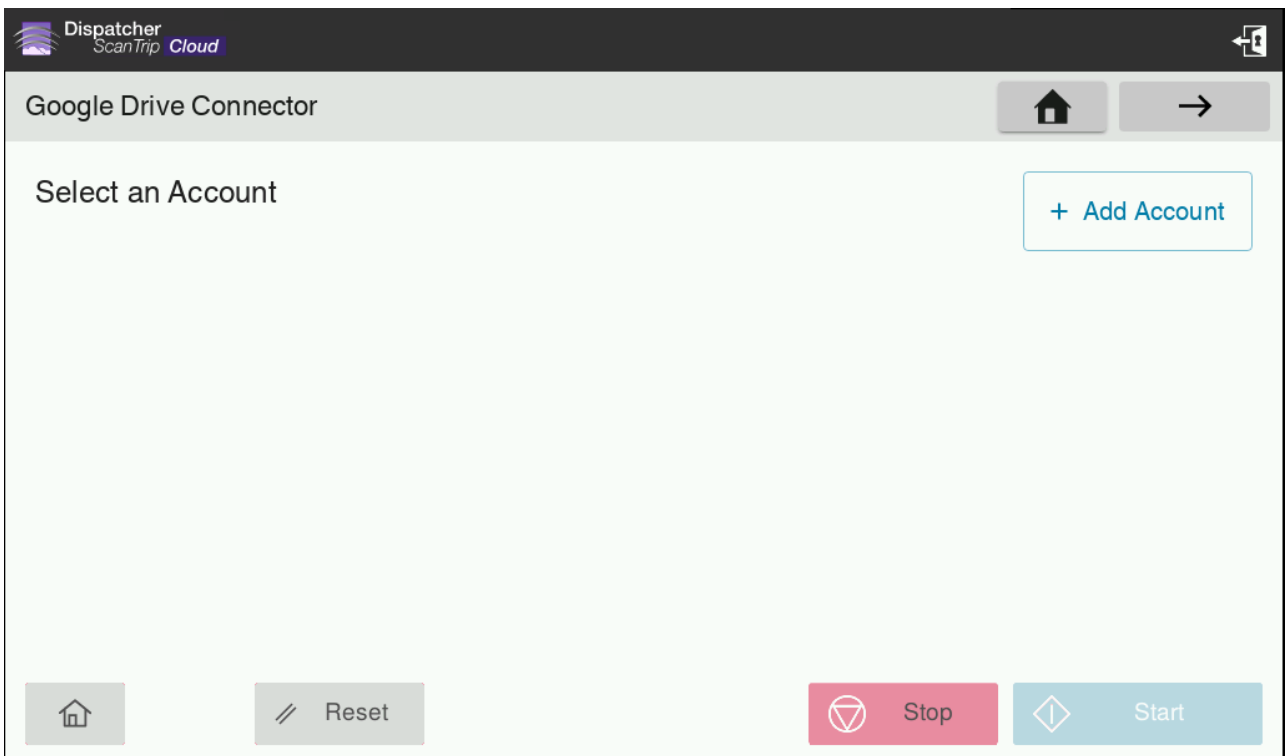 Dispatcher
ScanTrip Cloud
Google Drive Connector
Select an Account
+ Add Account
Reset
Stop
Start